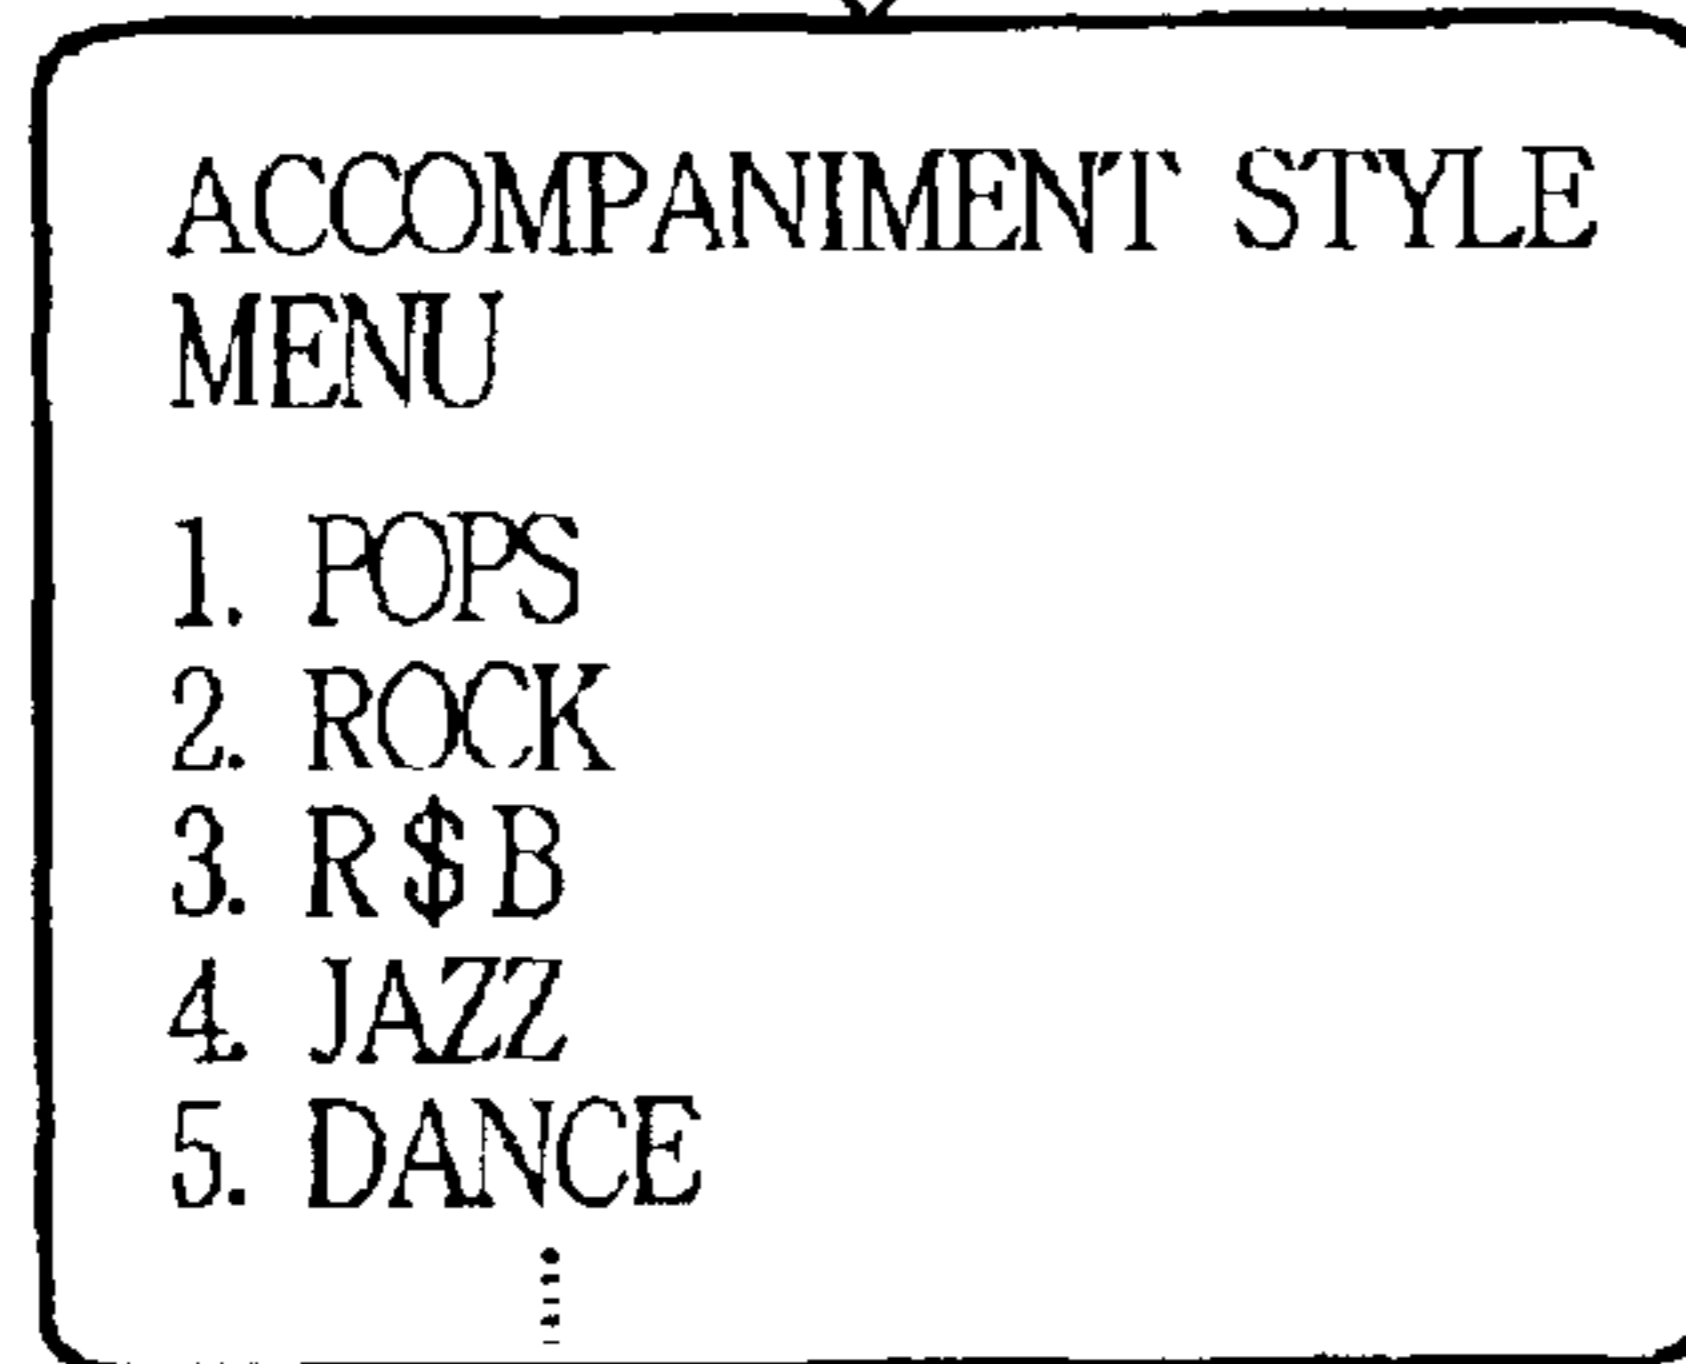 ACCOMPANIMENT STYLE
MENU
1. POPS
2. ROCK
3. R $ B
4. JAZZ
5. DANCE